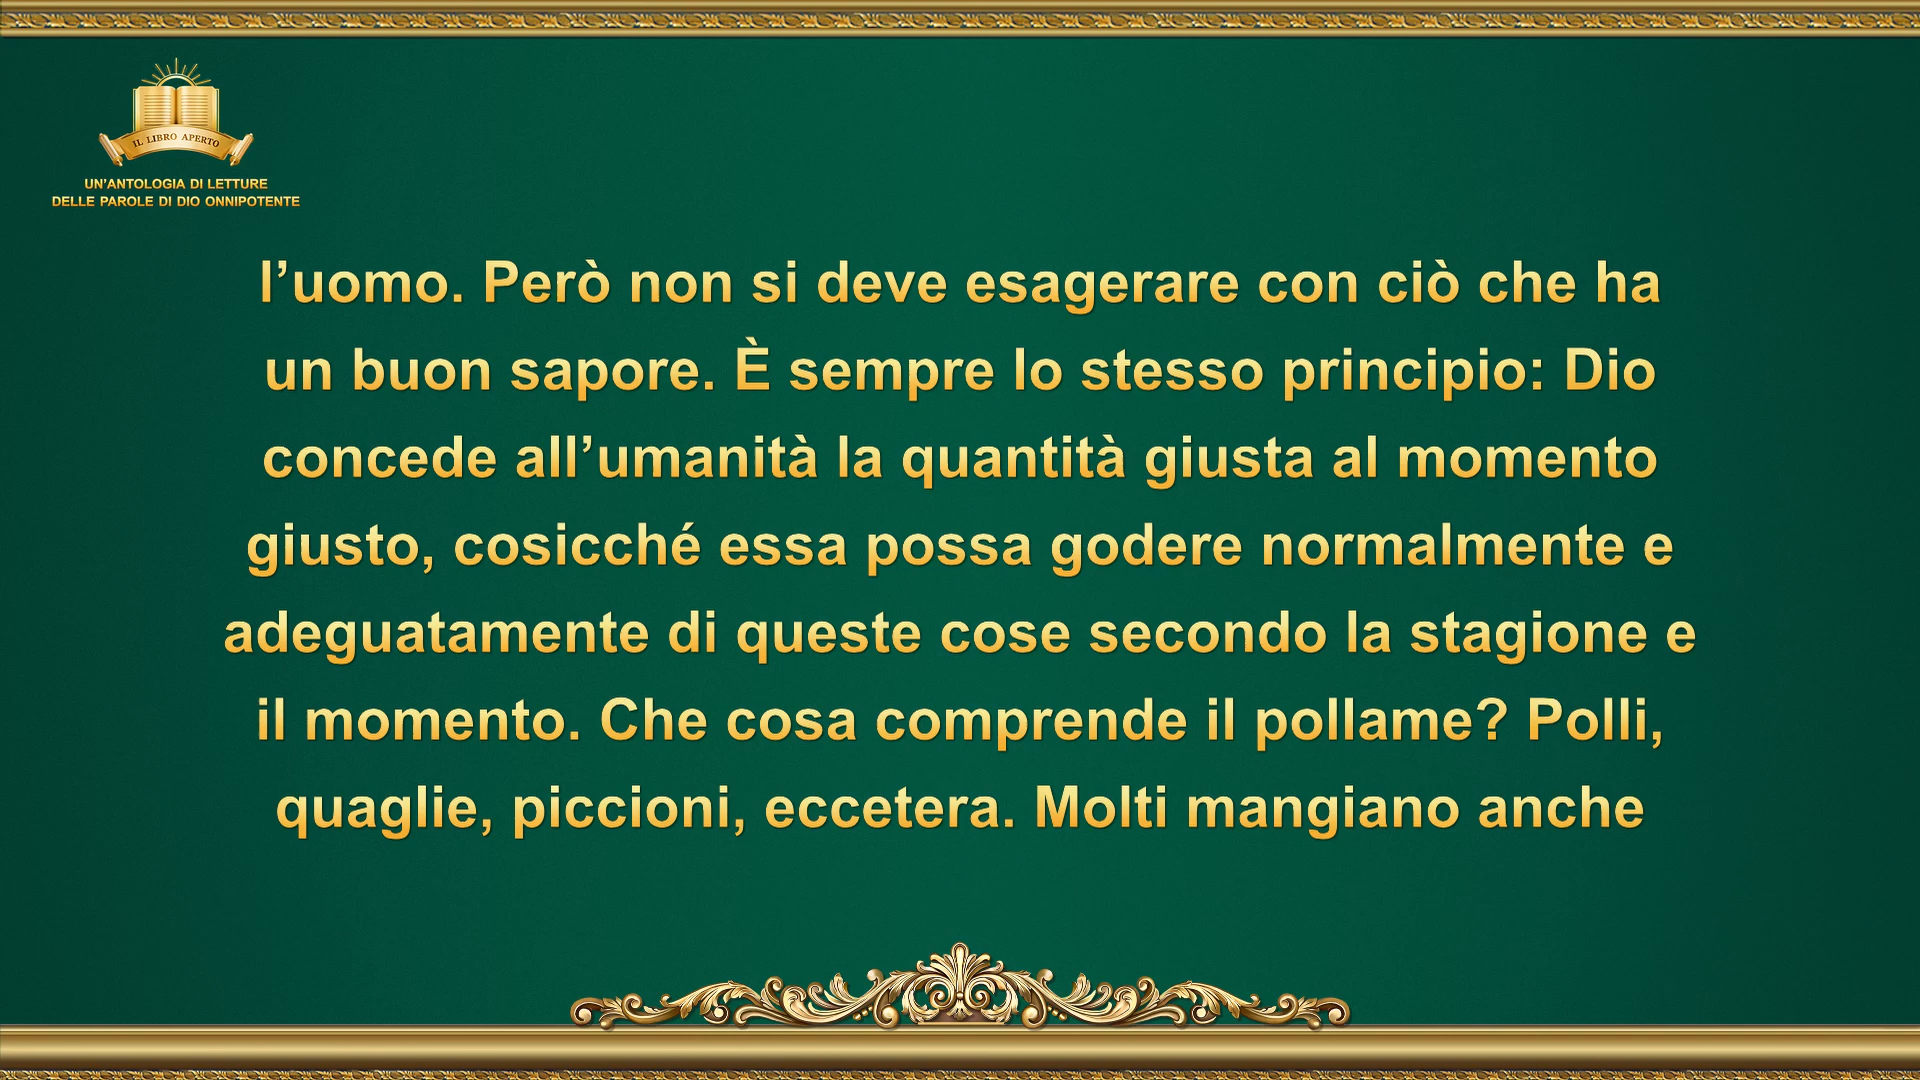 IL LIBRO APERTO
UN’ANTOLOGIA DI LETTURE
DELLE PAROLE DI DIO ONNIPOTENTE
l’uomo. Però non si deve esagerare con ciò che ha
un buon sapore. È sempre lo stesso principio: Dio
concede all’umanità la quantità giusta al momento
giusto, cosicché essa possa godere normalmente e
adeguatamente di queste cose secondo la stagione e
il momento. Che cosa comprende il pollame? Polli,
quaglie, piccioni, eccetera. Molti mangiano anche